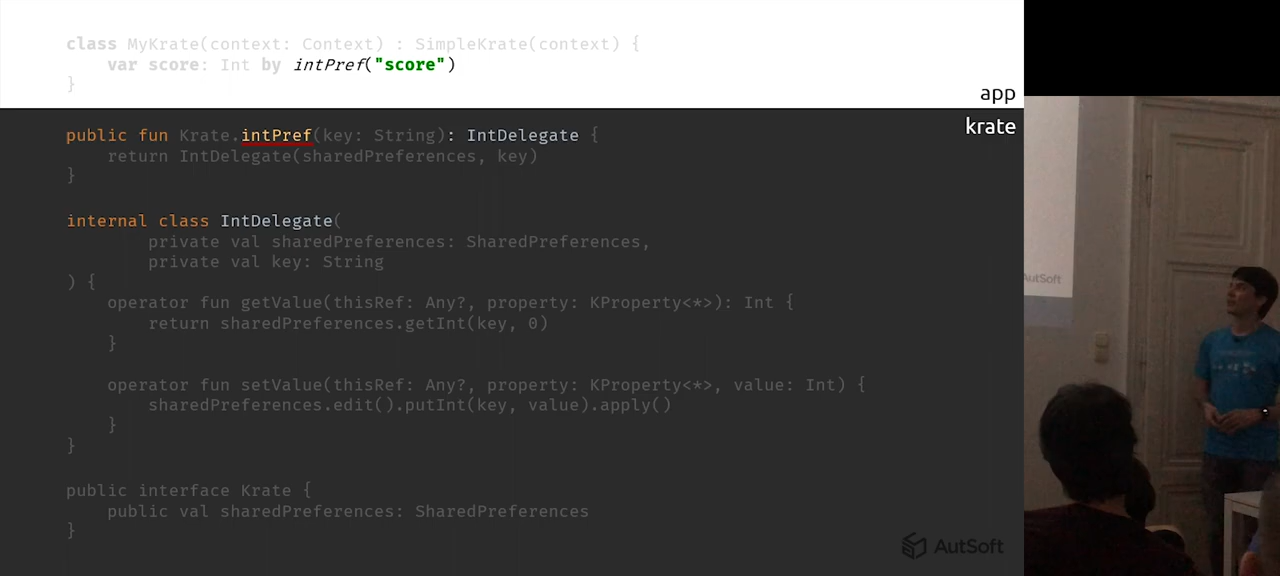 class MyKrate(context: Context) : SimpleKrate(context) {
    var score: Int by intPref("score")
}
app
krate
public fun Krate.intPref(key: String): IntDelegate {
    return IntDelegate(sharedPreferences, key)
}
internal class IntDelegate(
        private val sharedPreferences: SharedPreferences,
        private val key: String
) {
    operator fun getValue(thisRef: Any?, property: KProperty<*>): Int {
        return sharedPreferences.getInt(key, 0)
    }
    operator fun setValue(thisRef: Any?, property: KProperty<*>, value: Int) {
        sharedPreferences.edit().putInt(key, value).apply()
    }
}
public interface Krate {
    public val sharedPreferences: SharedPreferences
}
AutSoft
AutSoft